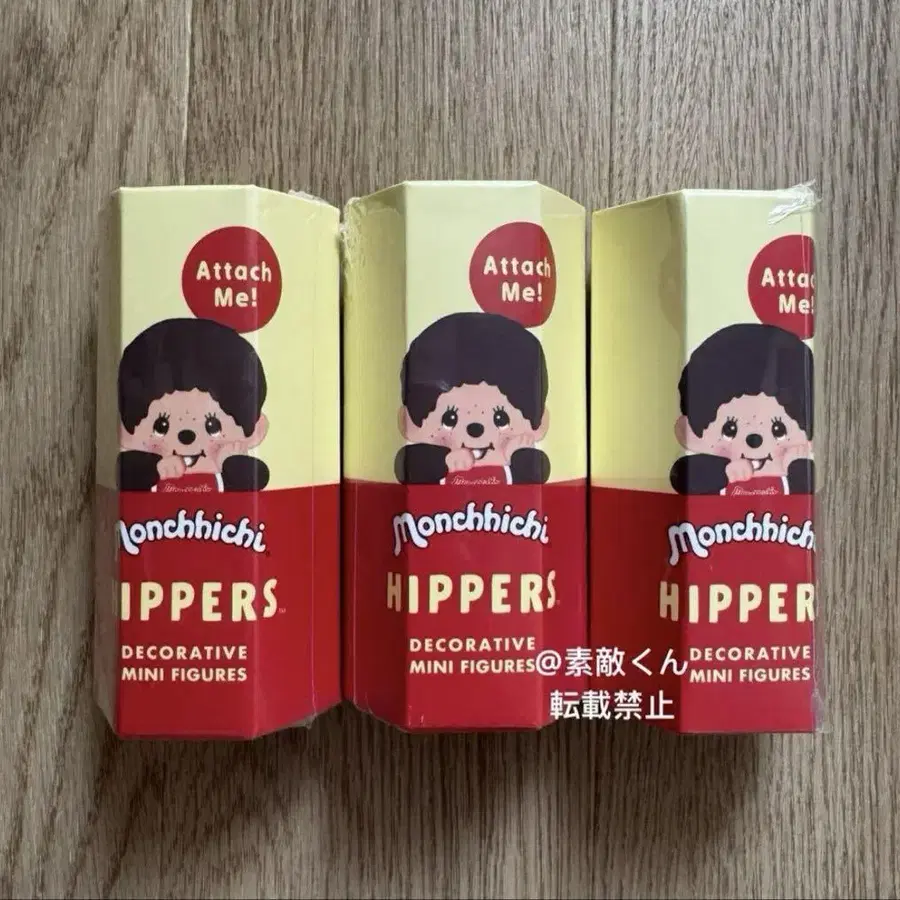 Attach
Me!
Monchhichi
HIPPERS
DECORATIVE
MINI FIGURES
Attach
Me!
Monchhichi
HIPPERS
DECORATIVE
MINI FIGURES
Attach
Me!
Monchhichi
HIPPERS
DECORATIVE
MINI FIGURES
@素敵くん
転載禁止